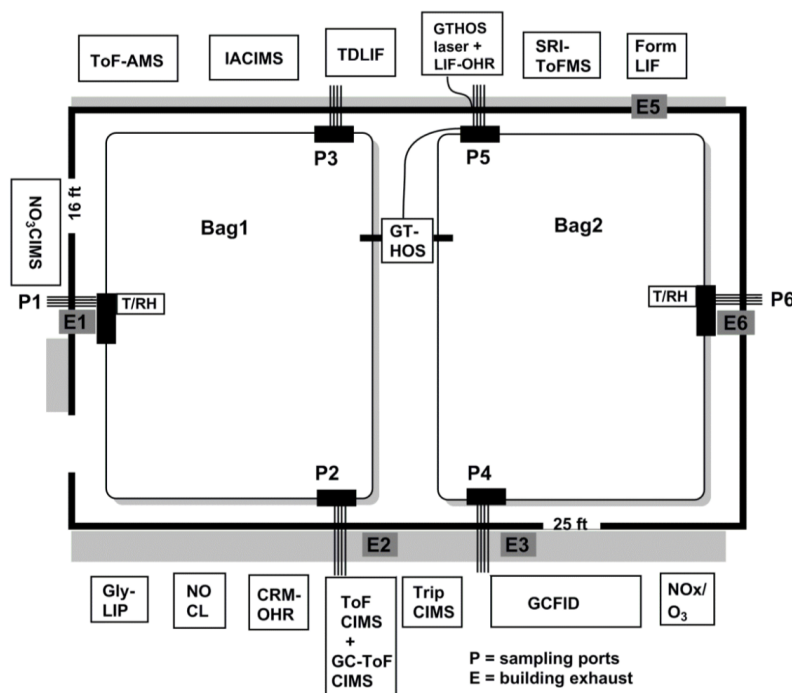 ToF-AMS
IACIMS
TDLIF
GTHOS
laser +
LIF-OHR
SRI-
ToFMS
Form
LIF
E5
P3
P5
16 ft
NO₃CIMS
Bag1
GT-
HOS
Bag2
P1
T/RH
T/RH
P6
E1
E6
P2
P4
25 ft
E2
E3
Gly-
LIP
NO
CL
CRM-
OHR
ToF
CIMS
+
GC-ToF
CIMS
Trip
CIMS
GCFID
NOx/
O₃
P = sampling ports
E = building exhaust